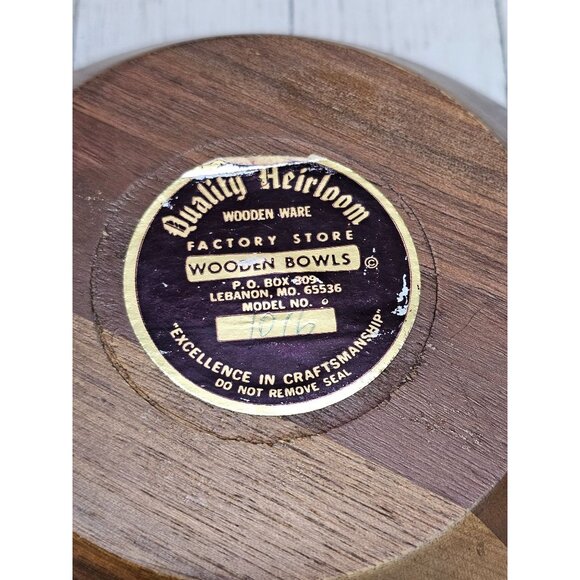 Quality Heirloom
WOODEN WARE
FACTORY STORE
WOODEN BOWLS ©
P.O. BOX 809
LEBANON, MO. 65536
MODEL NO.
"EXCELLENCE IN CRAFTSMANSHIP"
DO NOT REMOVE SEAL